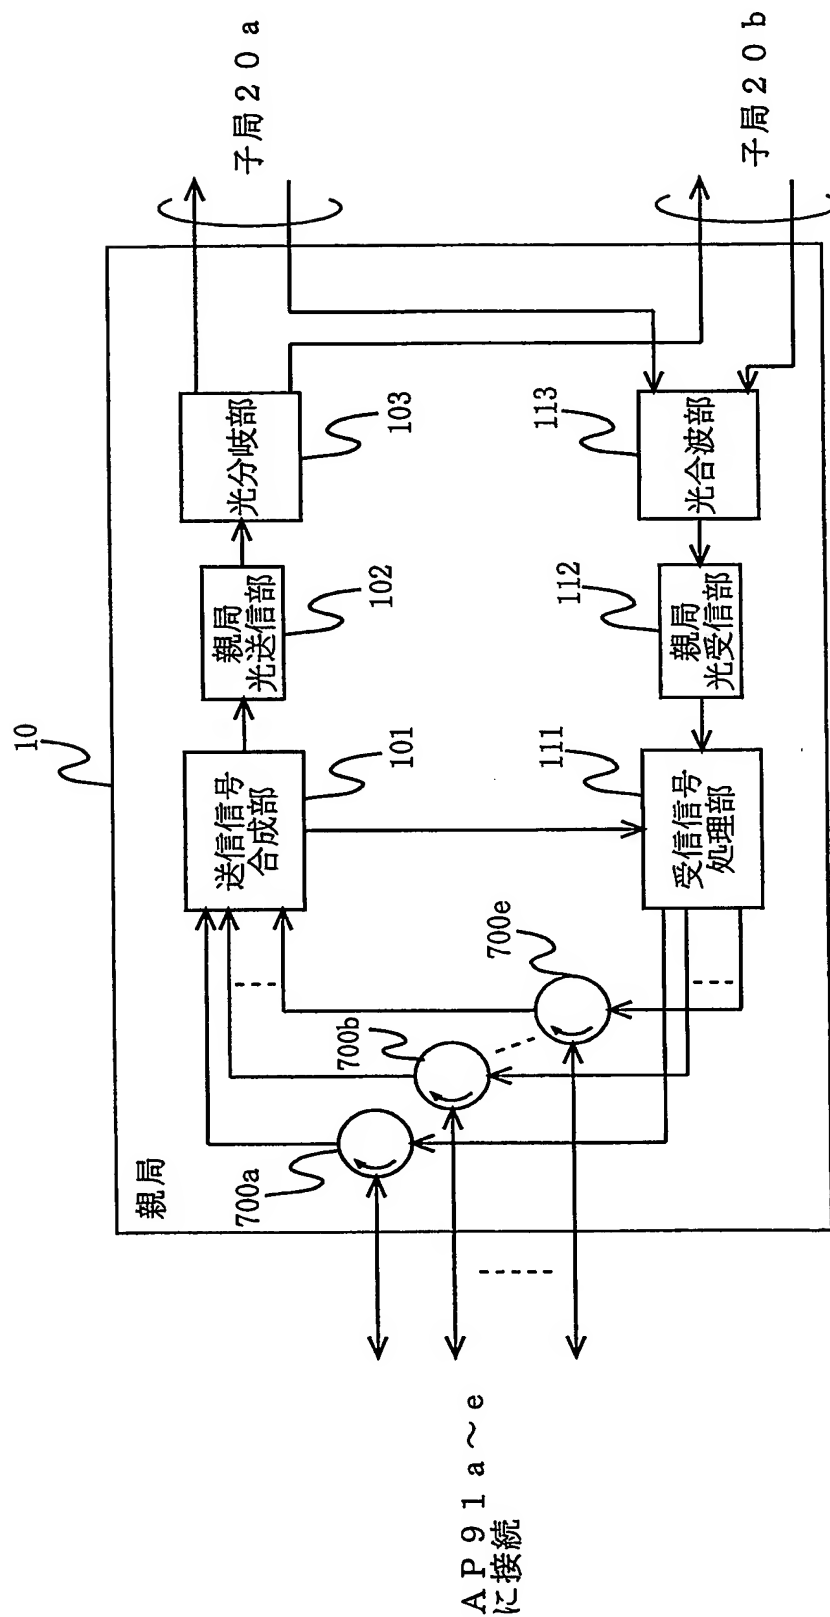 10
親局
700a
700b
700e
送信信号
合成部
101
親局
光送信部
102
光分岐部
103
子局20a
受信信号
処理部
111
親局
光受信部
112
光合波部
113
子局20b
AP91a～e
に接続